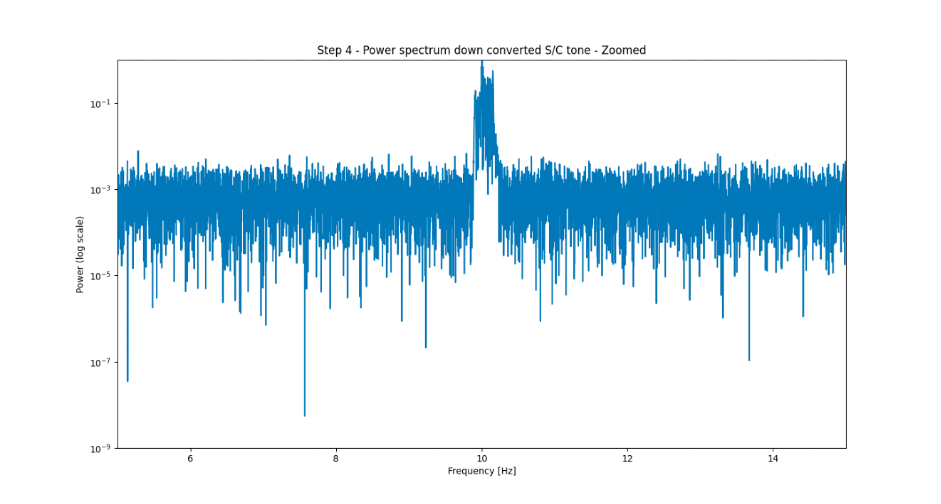 Step 4 - Power spectrum down converted S/C tone - Zoomed
10⁻¹
10⁻³
10⁻⁵
10⁻⁷
10⁻⁹
Power (log scale)
6 8 10 12 14
Frequency [Hz]